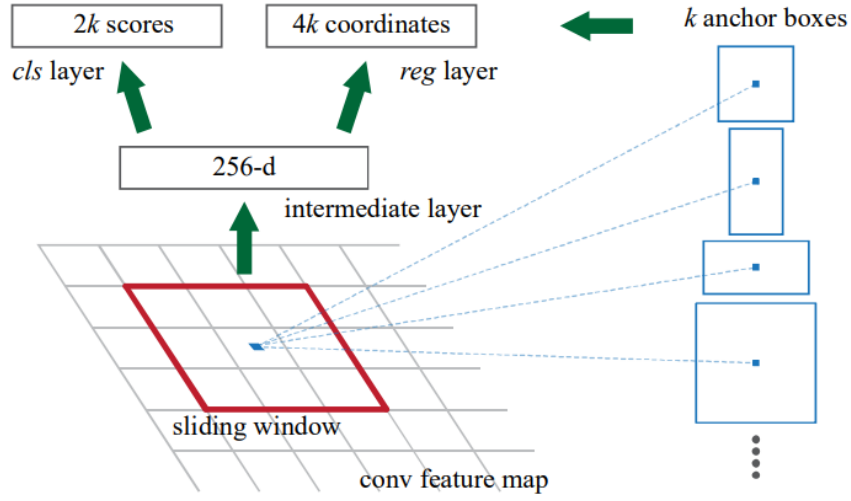 2k scores
4k coordinates
k anchor boxes
cls layer
reg layer
256-d
intermediate layer
sliding window
conv feature map